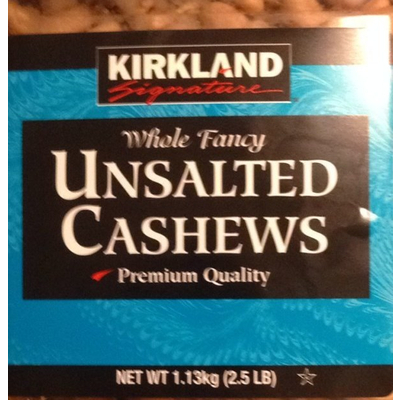 KIRKLAND
Signature
Whole Fancy
UNSALTED
CASHEWS
Premium Quality
NET WT 1.13kg (2.5 LB)